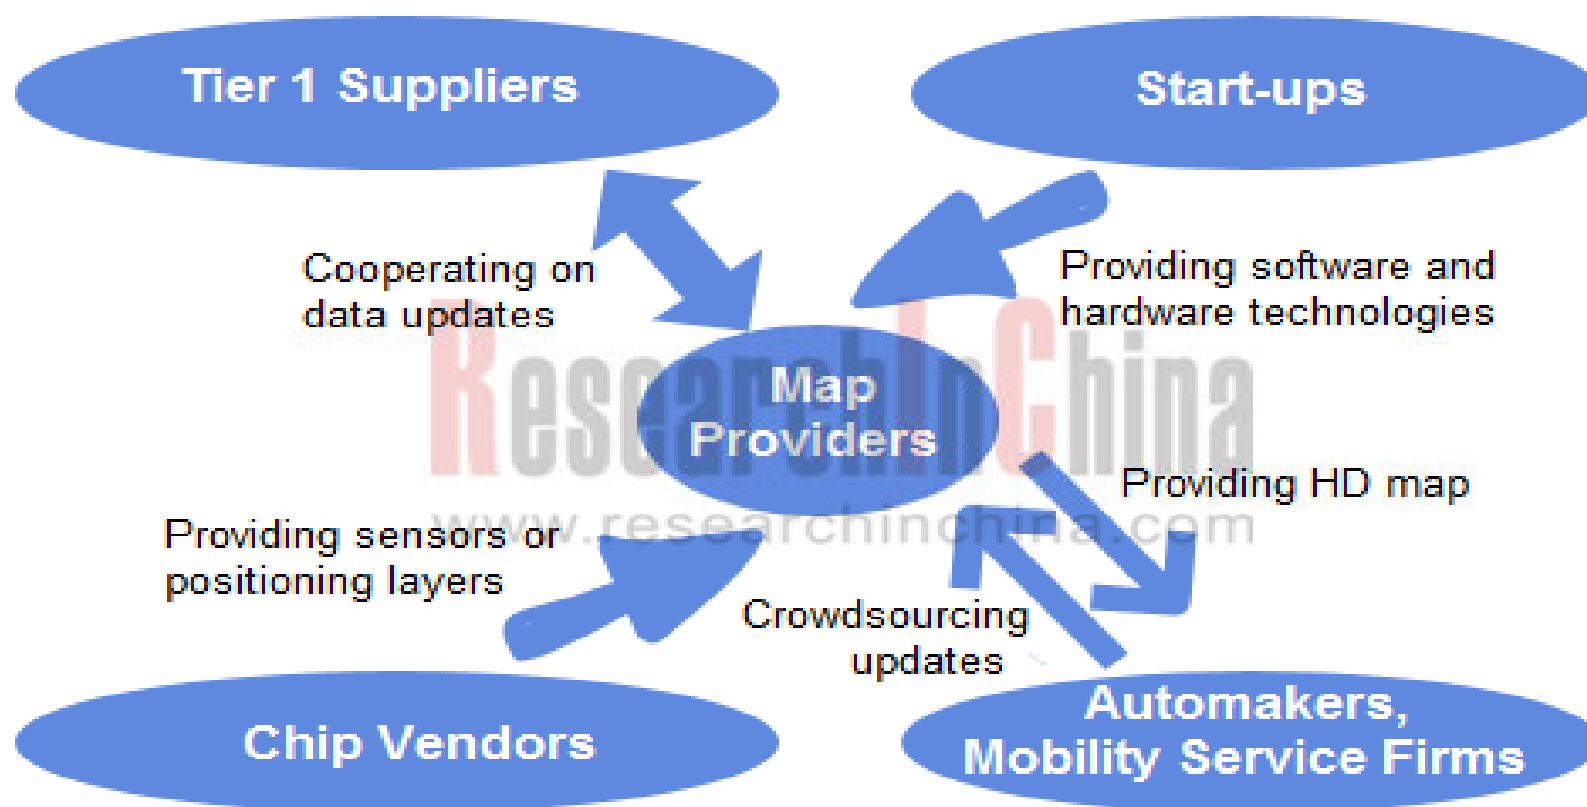 Tier 1 Suppliers
Start-ups
Cooperating on
data updates
Providing software and
hardware technologies
ResearchInChina
www.researchinchina.com
Map
Providers
Providing HD map
Providing sensors or
positioning layers
Crowdsourcing
updates
Chip Vendors
Automakers,
Mobility Service Firms